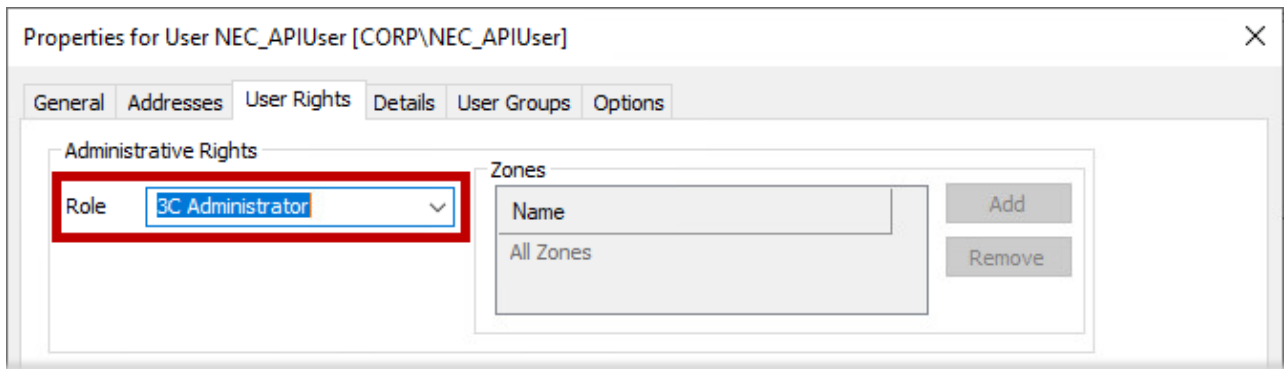 Properties for User NEC_APIUser [CORP\NEC_APIUser]
General Addresses User Rights Details User Groups Options
Administrative Rights
Role 3C Administrator
Zones
Name
All Zones
Add
Remove